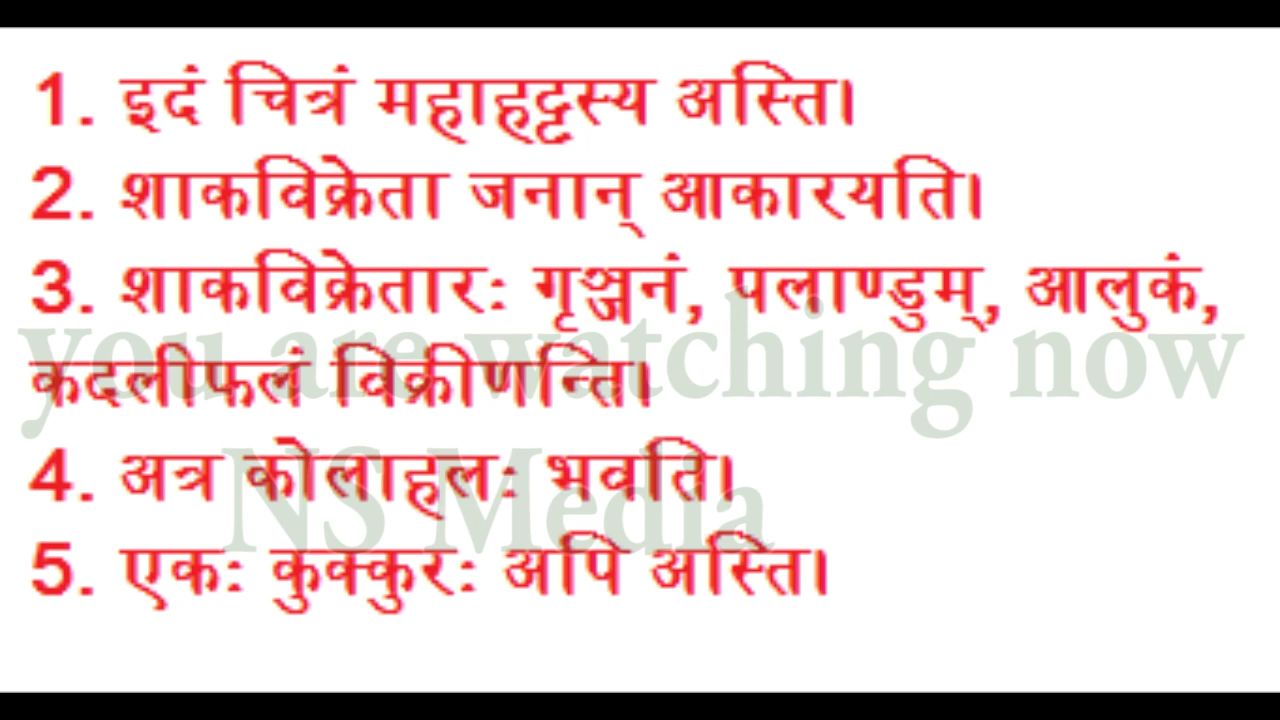 1. इदं चित्रं महाहट्टस्य अस्ति।
2. शाकविक्रेता जनान् आकारयति।
3. शाकविक्रेतारः गृञ्जनं, पलाण्डुम्, आलुकं,
कदलीफलं विक्रीणन्ति।
you are watching now
4. अत्र कोलाहलः भवति।
NS Media
5. एकः कुक्कुरः अपि अस्ति।